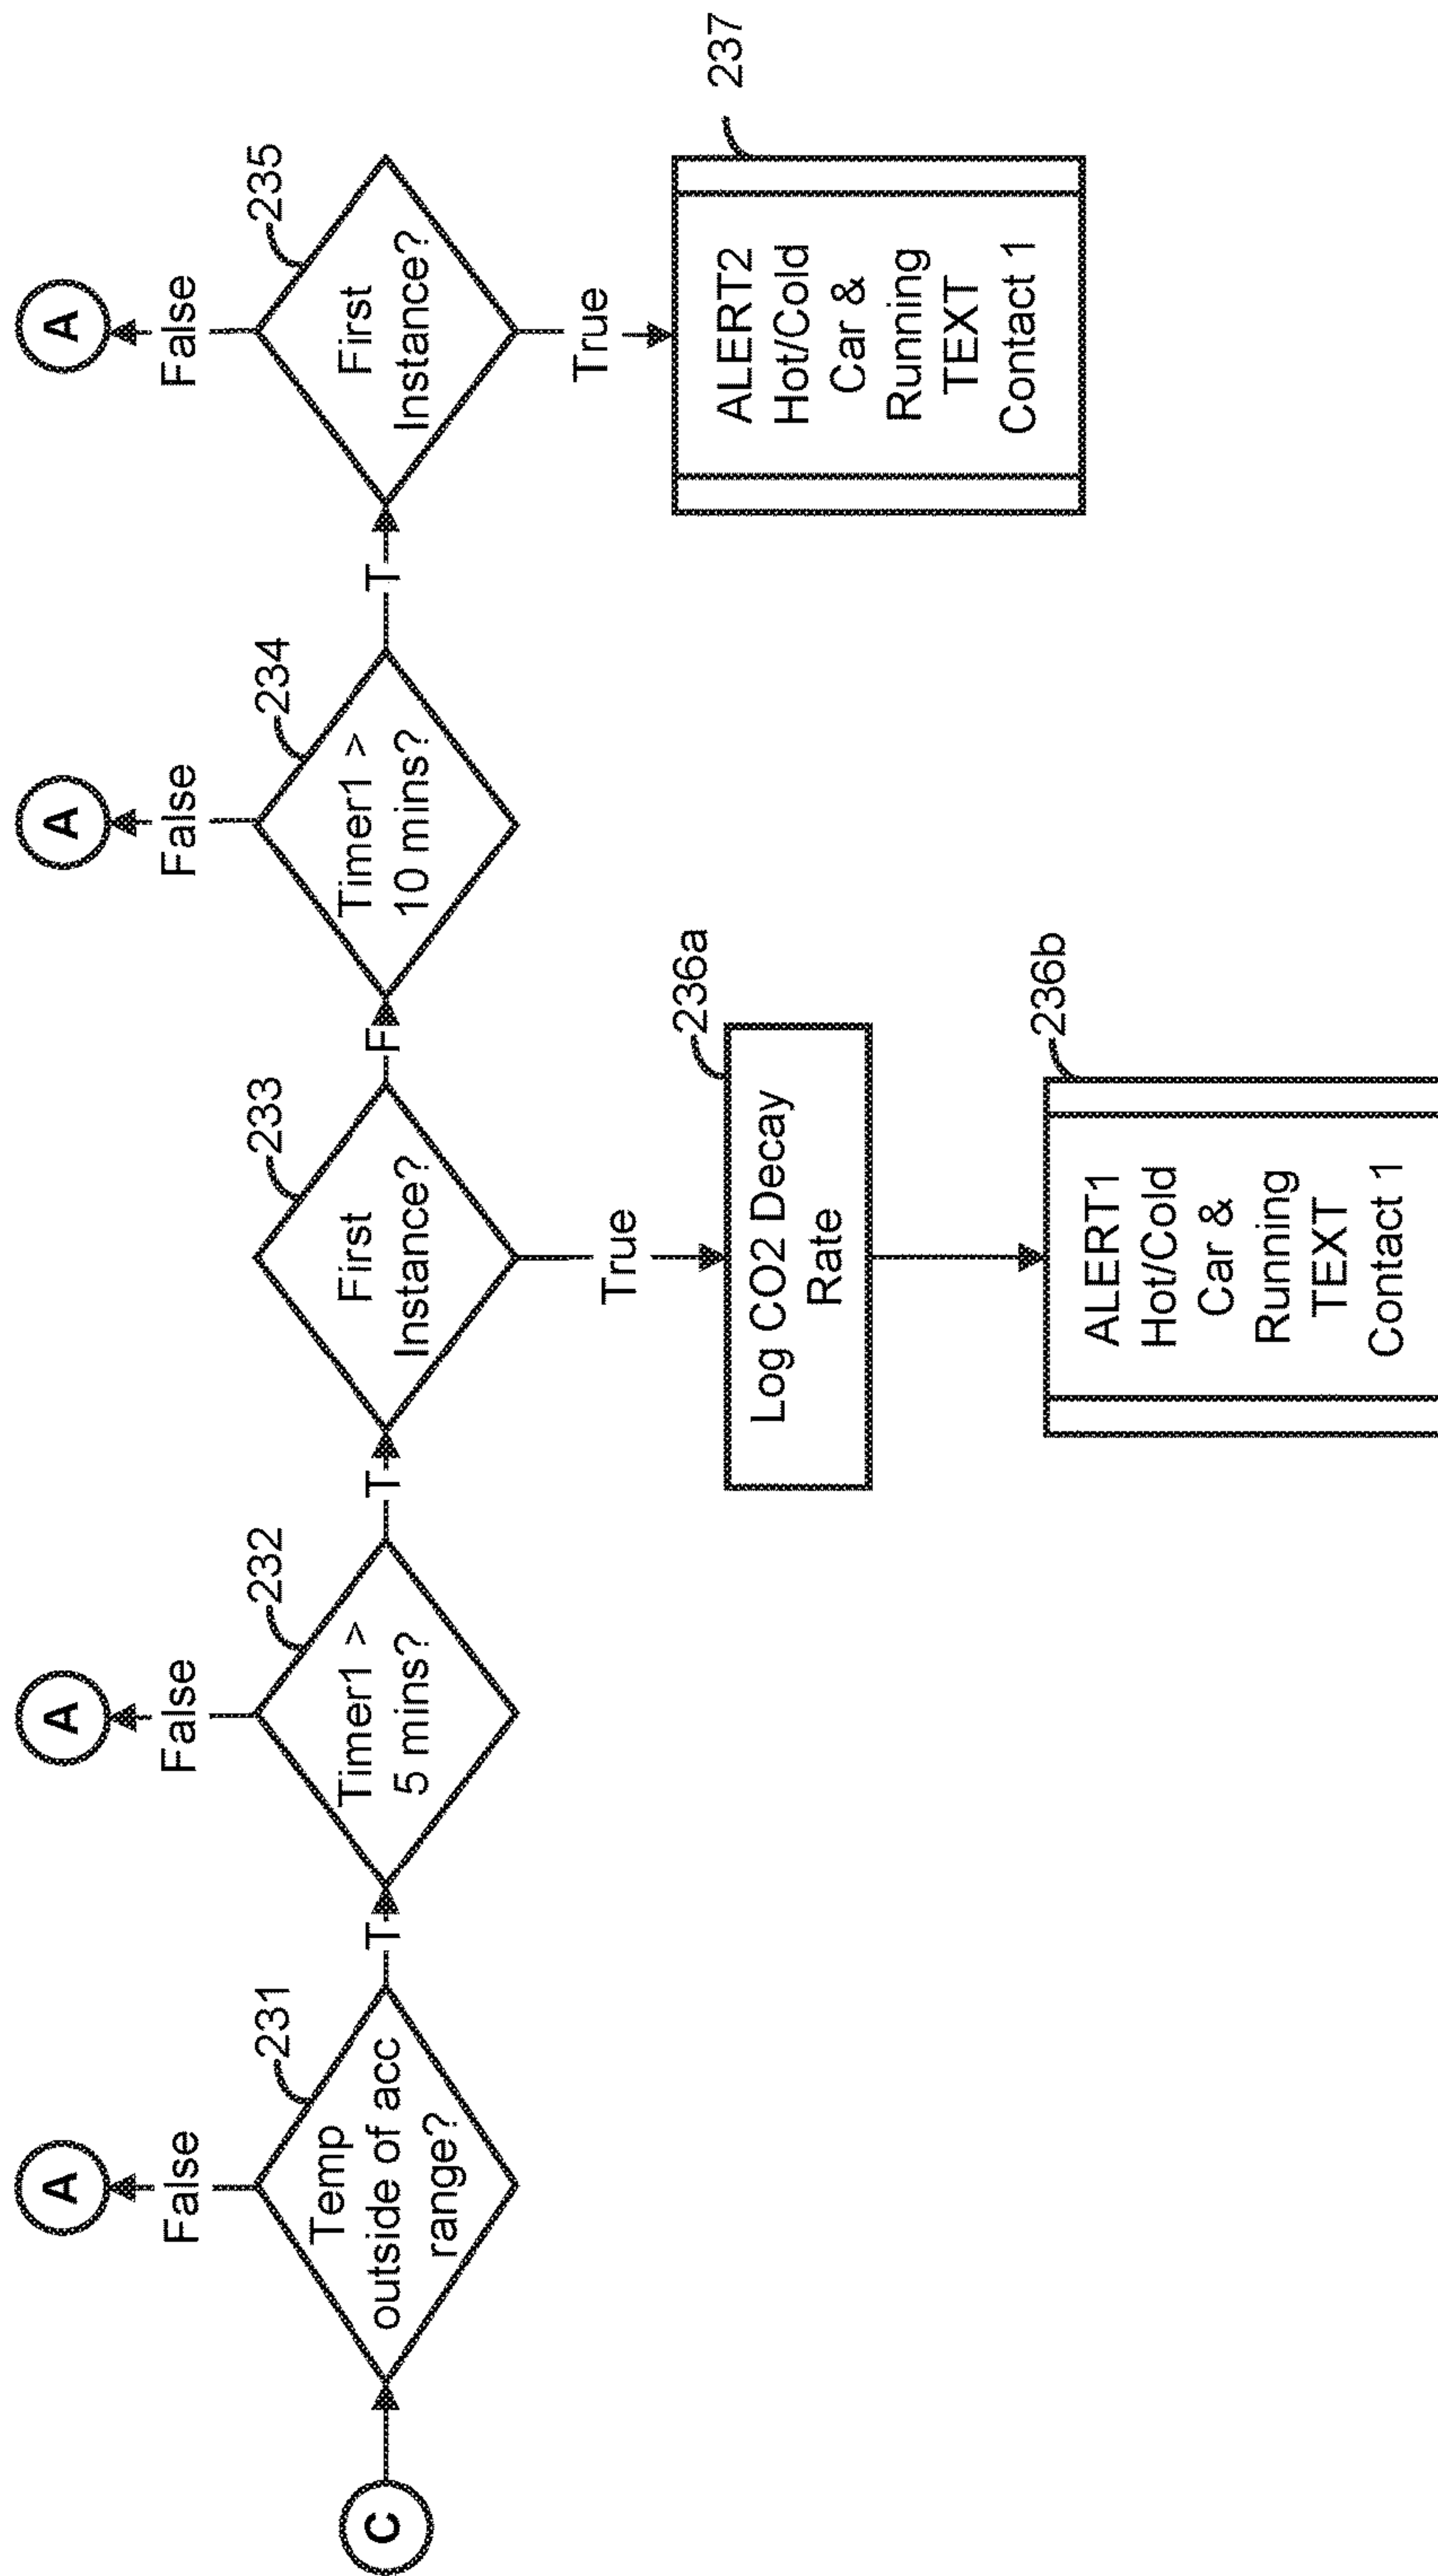 C
Temp
outside of acc
range?
231
False
A
T
Timer1 >
5 mins?
232
False
A
T
First
Instance?
233
F
Timer1 >
10 mins?
234
False
A
T
First
Instance?
235
False
A
True
Log CO2 Decay
Rate
236a
ALERT1
Hot/Cold
Car &
Running
TEXT
Contact 1
236b
True
ALERT2
Hot/Cold
Car &
Running
TEXT
Contact 1
237